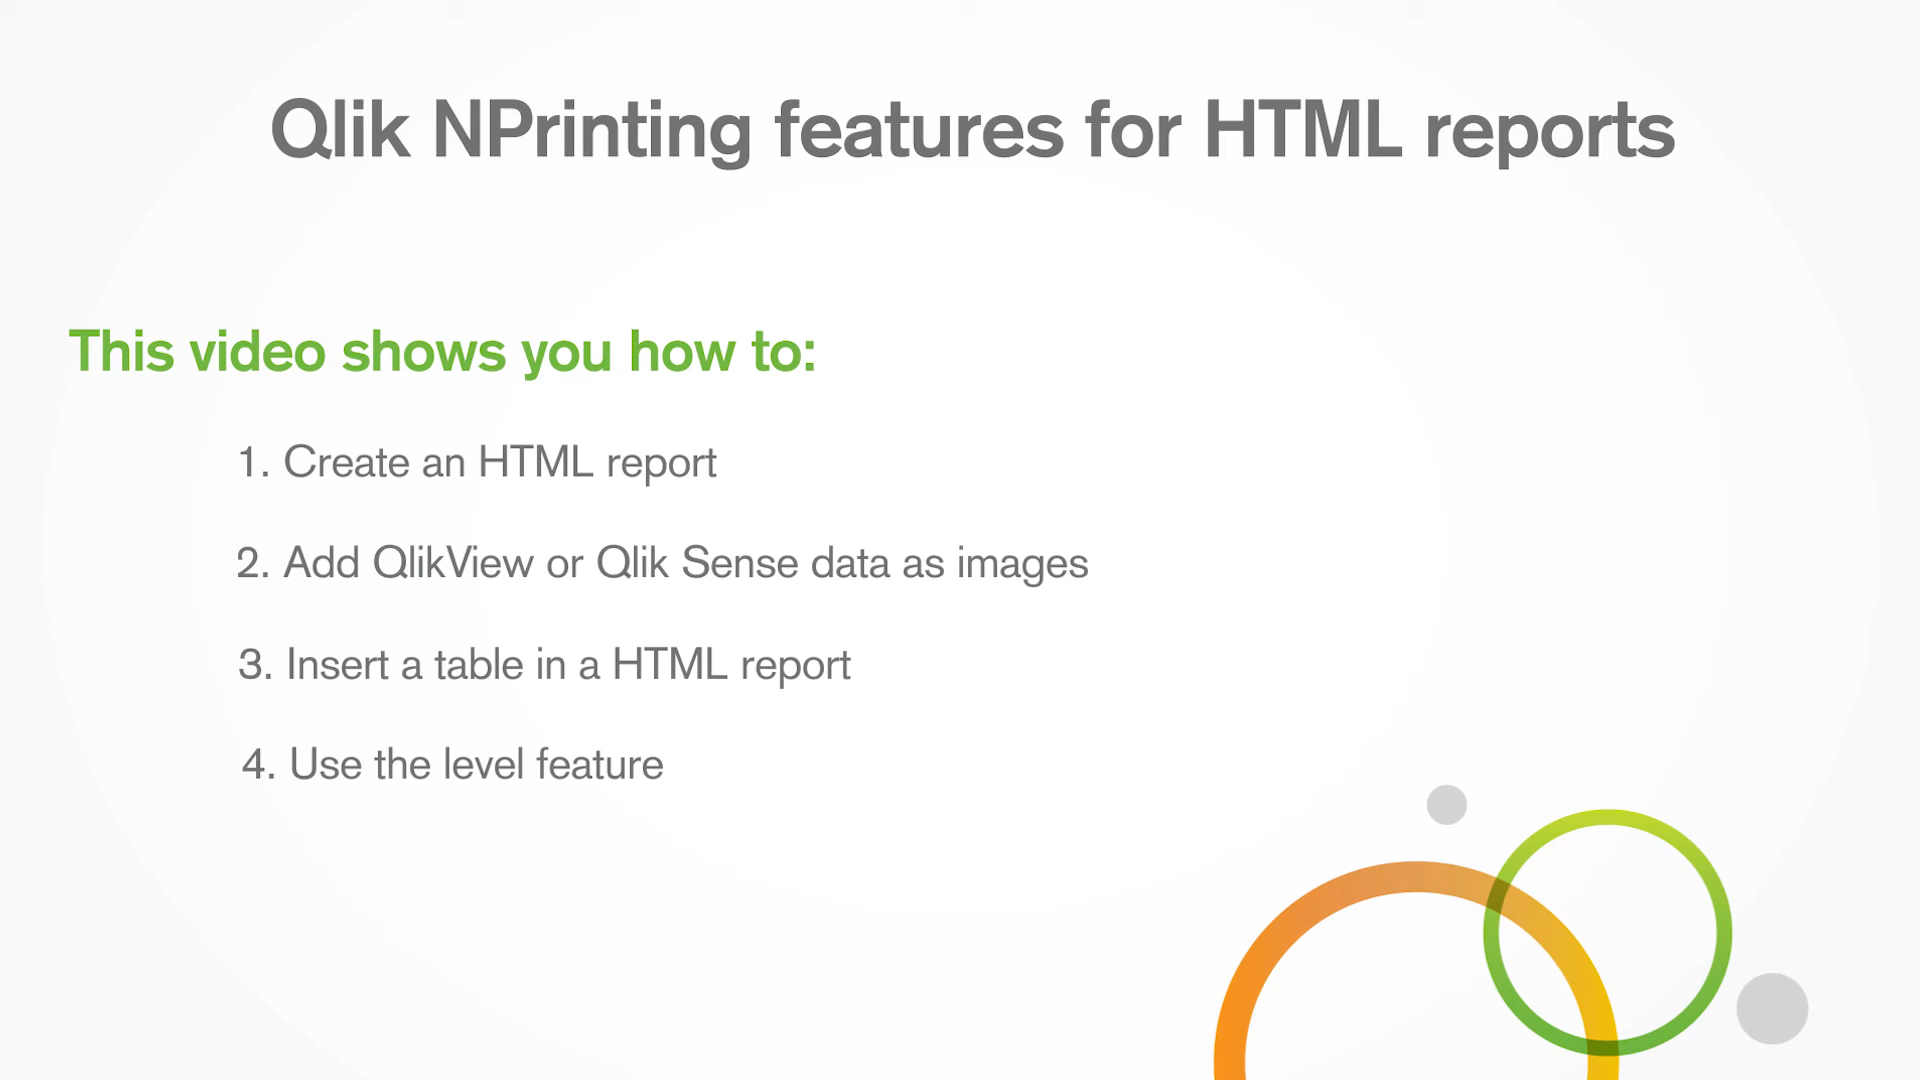 Qlik NPrinting features for HTML reports
This video shows you how to:
1. Create an HTML report
2. Add QlikView or Qlik Sense data as images
3. Insert a table in a HTML report
4. Use the level feature